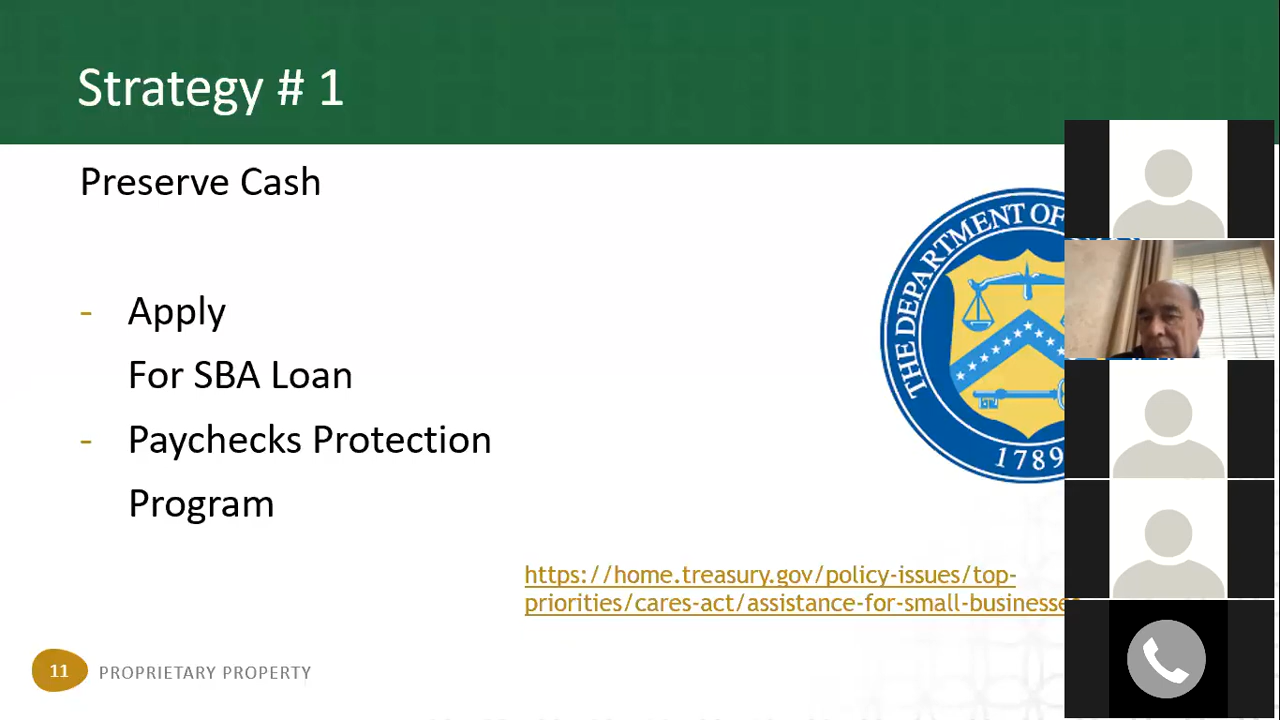 Strategy # 1
Preserve Cash
- Apply
For SBA Loan
- Paychecks Protection
Program
THE DEPARTMENT OF
1789
https://home.treasury.gov/policy-issues/top-
priorities/cares-act/assistance-for-small-businesses
11 PROPRIETARY PROPERTY